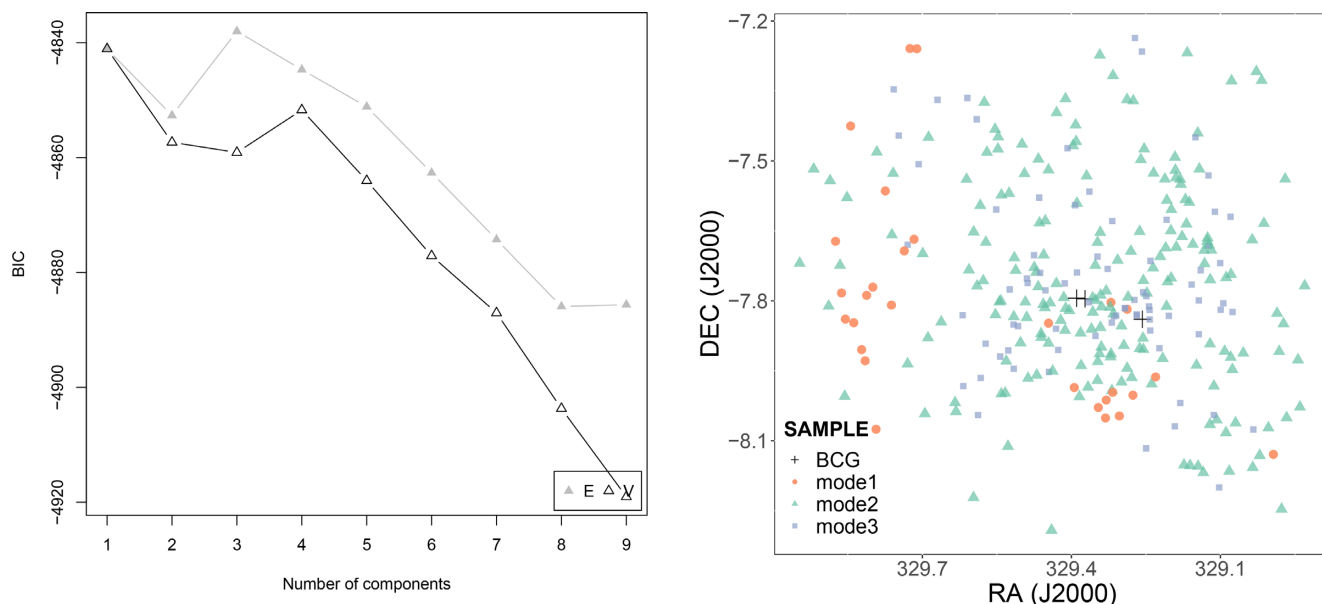 BIC
-4840
-4860
-4880
-4900
-4920
1 2 3 4 5 6 7 8 9
Number of components
E V
DEC (J2000)
−7.2
−7.5
−7.8
−8.1
SAMPLE
BCG
mode1
mode2
mode3
329.7 329.4 329.1
RA (J2000)